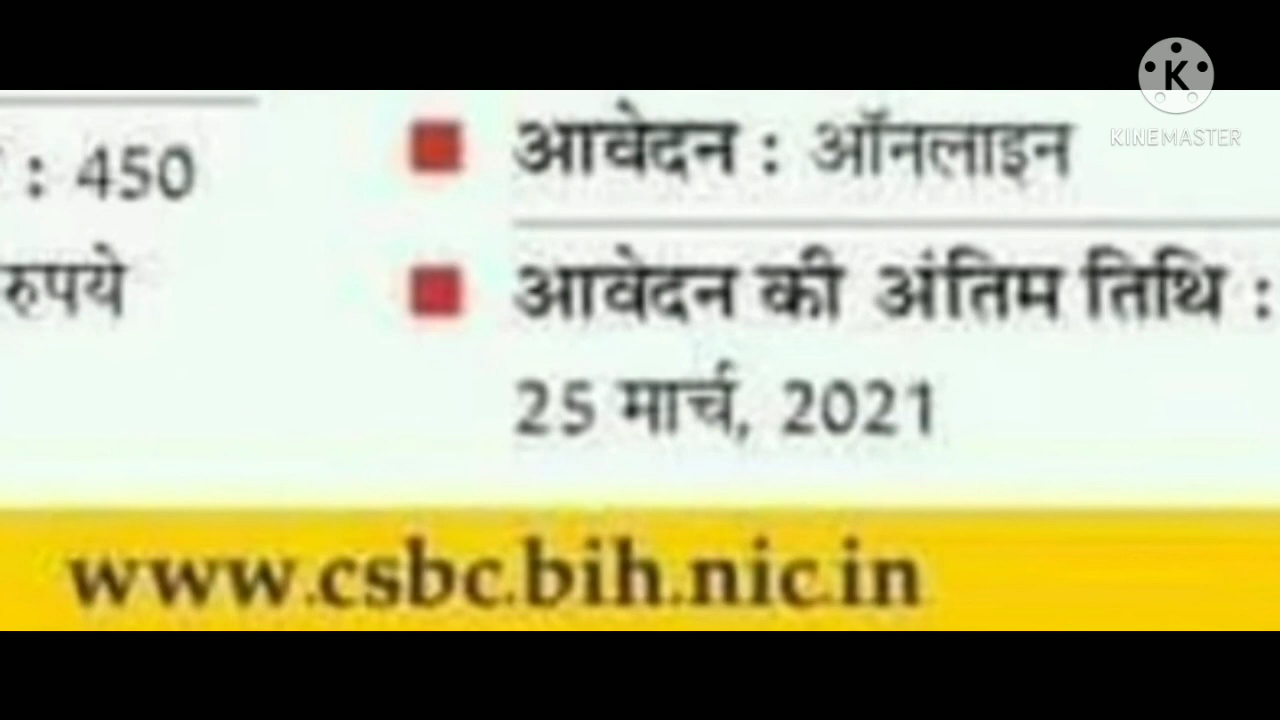 : 450
रुपये
आवेदन : ऑनलाइन
आवेदन की अंतिम तिथि :
25 मार्च, 2021
www.csbc.bih.nic.in
KINEMASTER